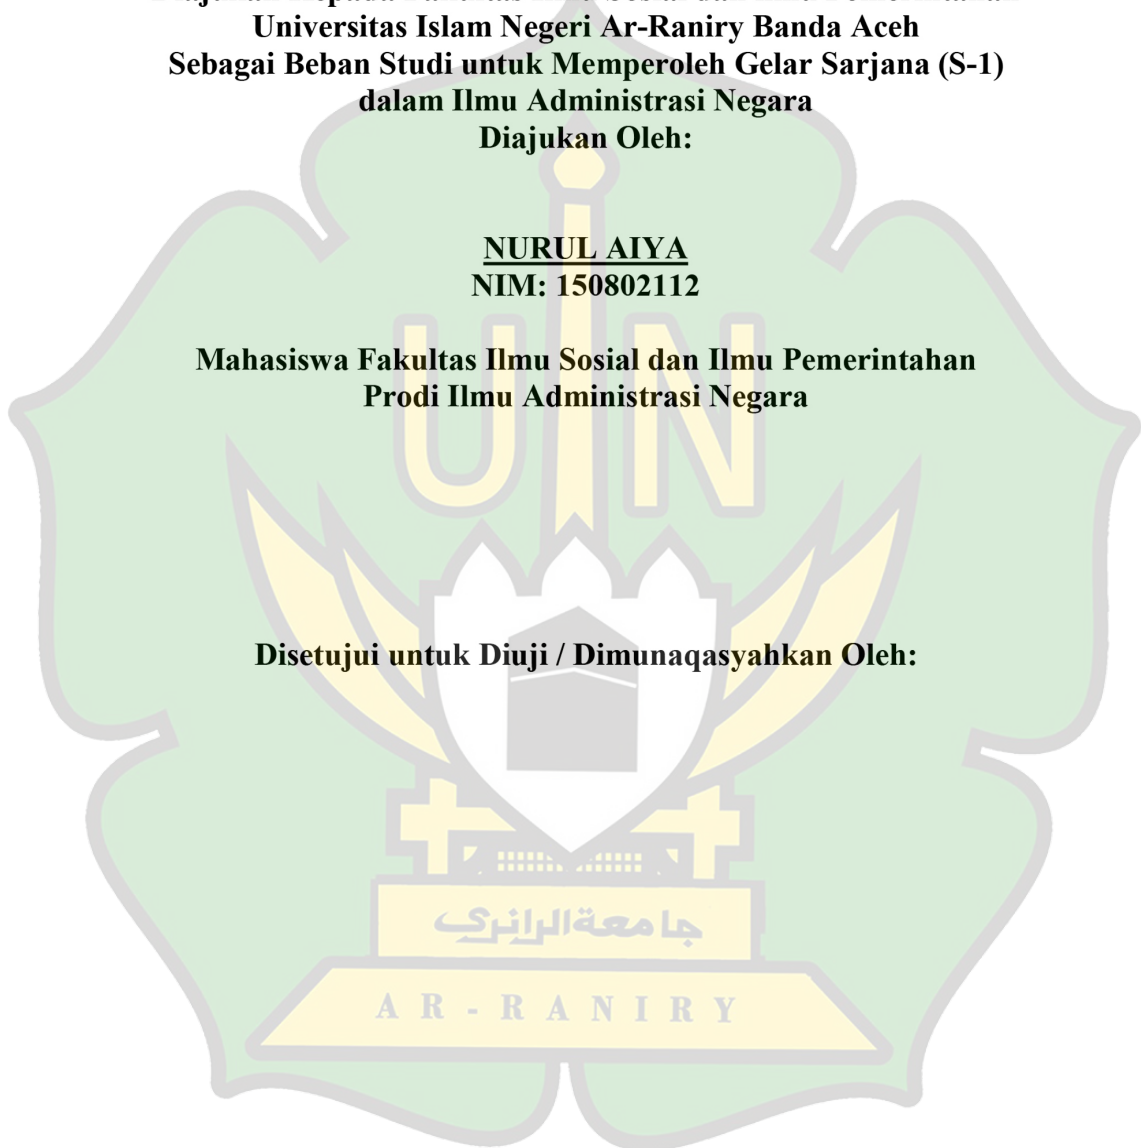 Universitas Islam Negeri Ar-Raniry Banda Aceh
Sebagai Beban Studi untuk Memperoleh Gelar Sarjana (S-1)
dalam Ilmu Administrasi Negara
Diajukan Oleh:
NURUL AIYA
NIM: 150802112
Mahasiswa Fakultas Ilmu Sosial dan Ilmu Pemerintahan
Prodi Ilmu Administrasi Negara
UIN
Disetujui untuk Diuji / Dimunaqasyahkan Oleh:
جامعة الرانري
AR-RANIRY